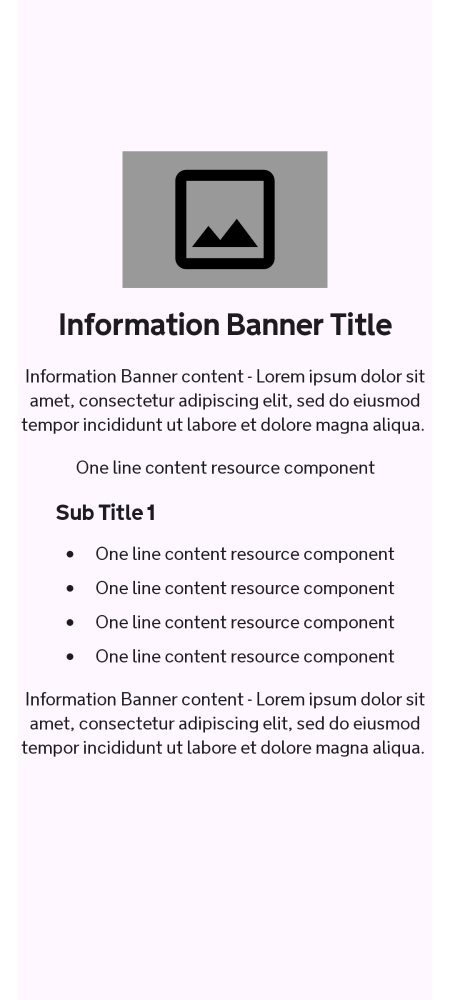 Information Banner Title
Information Banner content - Lorem ipsum dolor sit
amet, consectetur adipiscing elit, sed do eiusmod
tempor incididunt ut labore et dolore magna aliqua.
One line content resource component
Sub Title 1
• One line content resource component
• One line content resource component
• One line content resource component
• One line content resource component
Information Banner content - Lorem ipsum dolor sit
amet, consectetur adipiscing elit, sed do eiusmod
tempor incididunt ut labore et dolore magna aliqua.